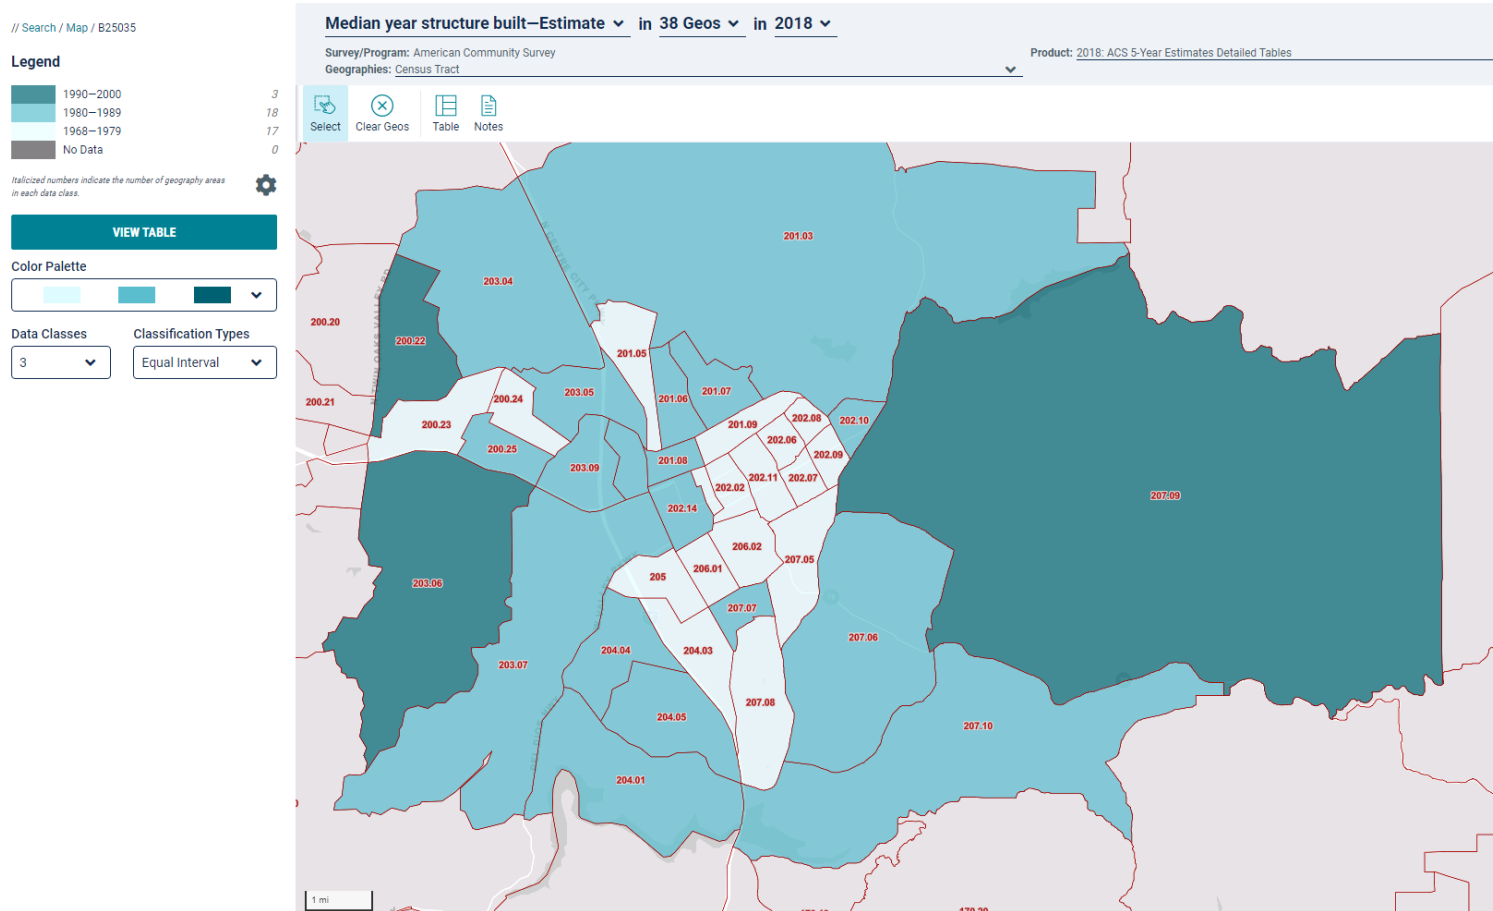 // Search / Map / B25035
Legend
1990—2000 3
1980—1989 18
1968—1979 17
No Data 0
Italicized numbers indicate the number of geography areas
in each data class.
VIEW TABLE
Color Palette
Data Classes Classification Types
3 Equal Interval
Median year structure built—Estimate in 38 Geos in 2018
Survey/Program: American Community Survey
Product: 2018: ACS 5-Year Estimates Detailed Tables
Geographies: Census Tract
Select Clear Geos Table Notes
201.03
N CENTRE CITY
203.04
200.20
TWIN OAKS VALLEY RD
200.22
201.05
200.21
200.24
203.05
201.06
201.07
200.23
201.09
202.08
202.10
202.06
200.25
202.09
203.09
201.08
202.11
202.07
202.02
207.09
202.14
206.02
207.05
206.01
205
203.06
207.07
207.06
204.04
204.03
203.07
207.08
204.05
207.10
204.01
1 mi